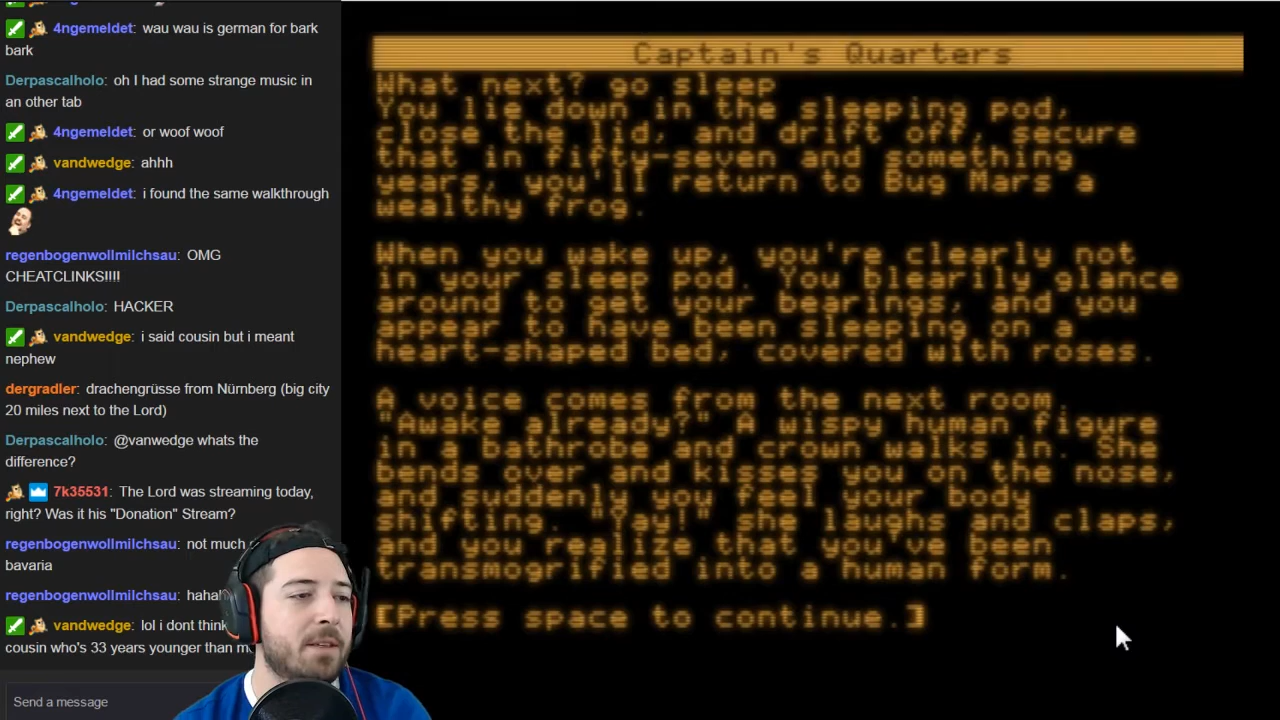 4ngemeldet: wau wau is german for bark
bark
Derpascalholo: oh I had some strange music in
an other tab
4ngemeldet: or woof woof
vandwedge: ahhh
4ngemeldet: i found the same walkthrough
regenbogenwollmilchsau: OMG
CHEATCLINKS!!!!
Derpascalholo: HACKER
vandwedge: i said cousin but i meant
nephew
dergradler: drachengrüsse from Nürnberg (big city
20 miles next to the Lord)
Derpascalholo: @vanwedge whats the
difference?
7k35531: The Lord was streaming today,
right? Was it his "Donation" Stream?
regenbogenwollmilchsau: not much
bavaria
regenbogenwollmilchsau:
vandwedge: lol i dont think
cousin who's 33 years younger than
Send a message
Captain's Quarters
What next? go sleep
You lie down in the sleeping pod,
close the lid, and drift off, secure
that in fifty-seven and something
years, you'll return to Bug Mars a
wealthy frog.
When you wake up, you're clearly not
in your sleep pod. You blearily glance
around to get your bearings, and you
appear to have been sleeping on a
heart-shaped bed, covered with roses.
A voice comes from the next room.
"Awake already?" A wispy human figure
in a bathrobe and crown walks in. She
bends over and kisses you on the nose,
and suddenly you feel your body
shifting. "Yay!" she laughs and claps,
and you realize that you've been
transmogrified into a human form.
[Press space to continue.]